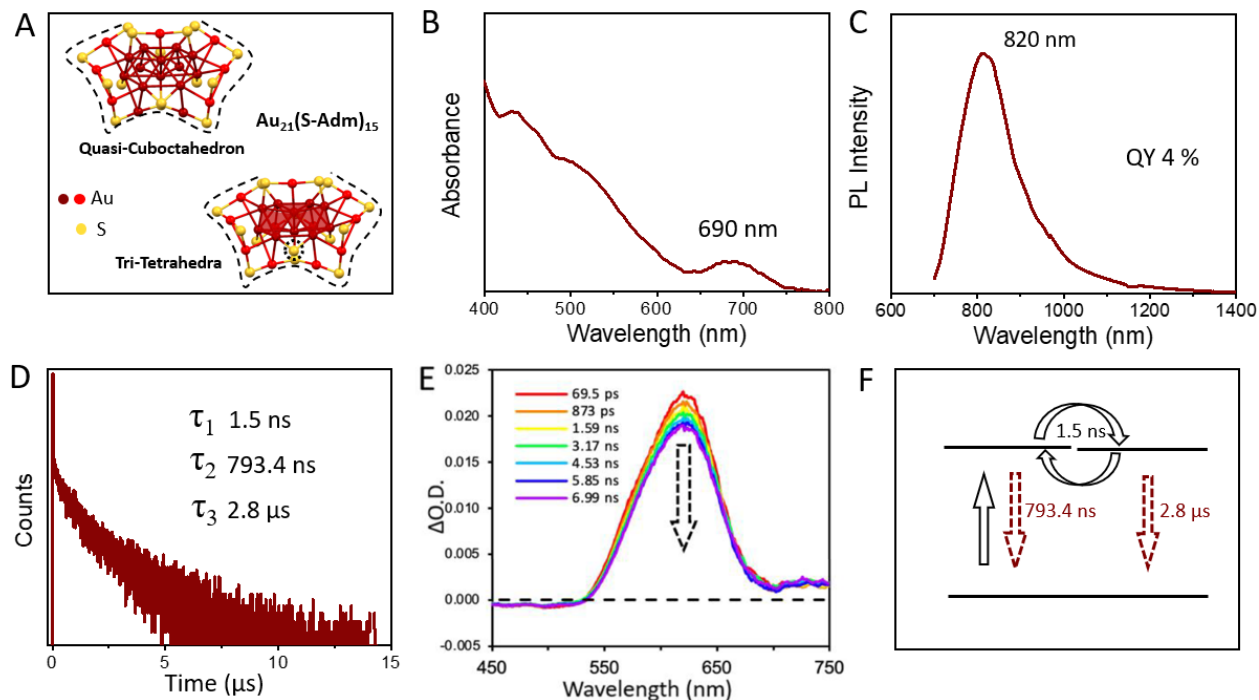 A
Au₂₁(S-Adm)₁₅
Quasi-Cuboctahedron
Au
S
Tri-Tetrahedra
B
Absorbance
690 nm
400 500 600 700 800
Wavelength (nm)
C
PL Intensity
820 nm
QY 4 %
600 800 1000 1200 1400
Wavelength (nm)
D
Counts
τ₁ 1.5 ns
τ₂ 793.4 ns
τ₃ 2.8 μs
0 5 10 15
Time (μs)
E
ΔO.D.
0.025
0.020
0.015
0.010
0.005
0.000
-0.005
69.5 ps
873 ps
1.59 ns
3.17 ns
4.53 ns
5.85 ns
6.99 ns
450 550 650 750
Wavelength (nm)
F
1.5 ns
793.4 ns
2.8 μs